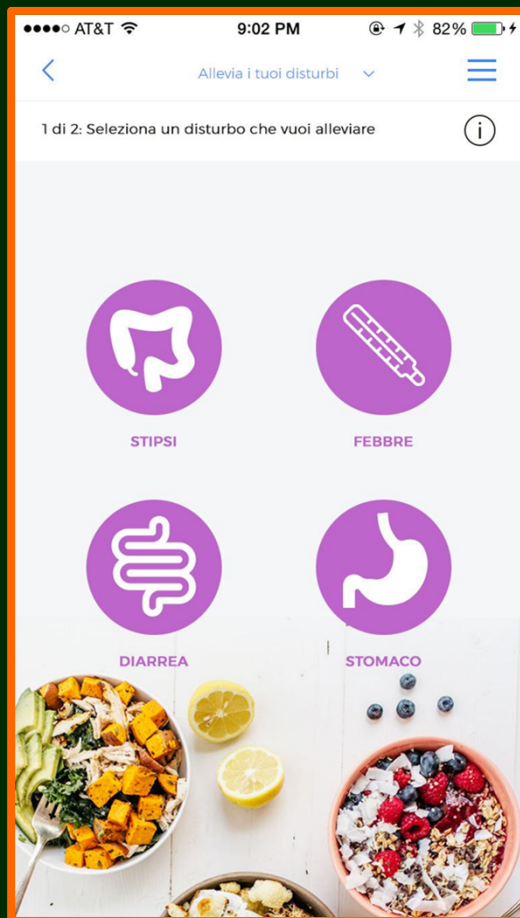 AT&T 9:02 PM 82%
Allevia i tuoi disturbi
1 di 2: Seleziona un disturbo che vuoi alleviare
STIPSI FEBBRE
DIARREA STOMACO